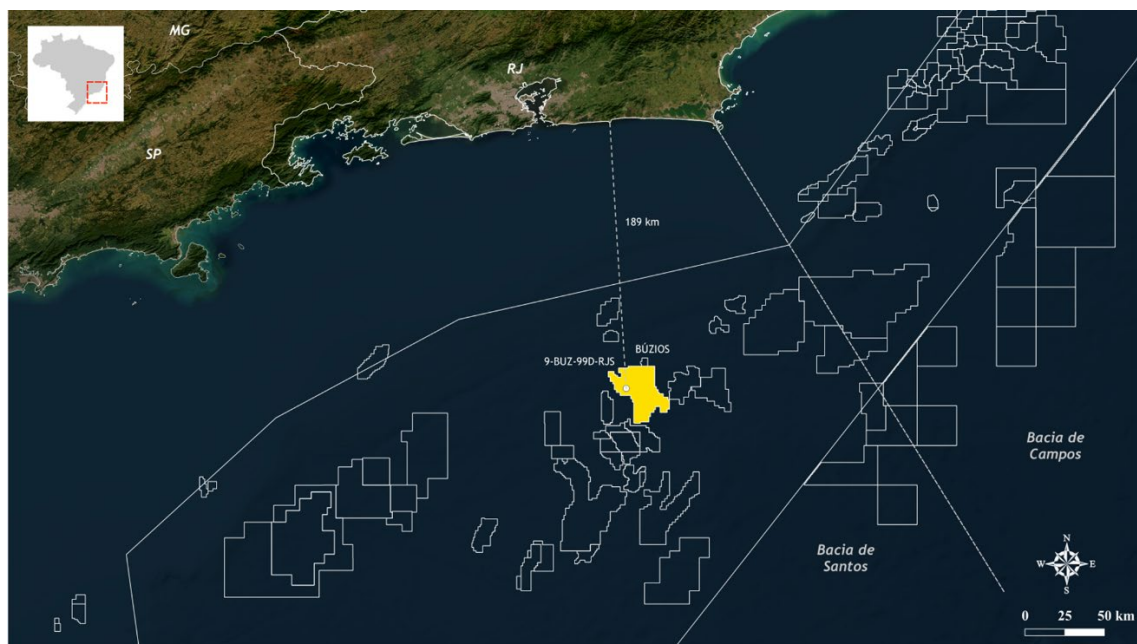 MG
RJ
SP
189 km
BÚZIOS
9-BUZ-99D-RJS
Bacia de
Campos
Bacia de
Santos
N
W E
S
0 25 50 km